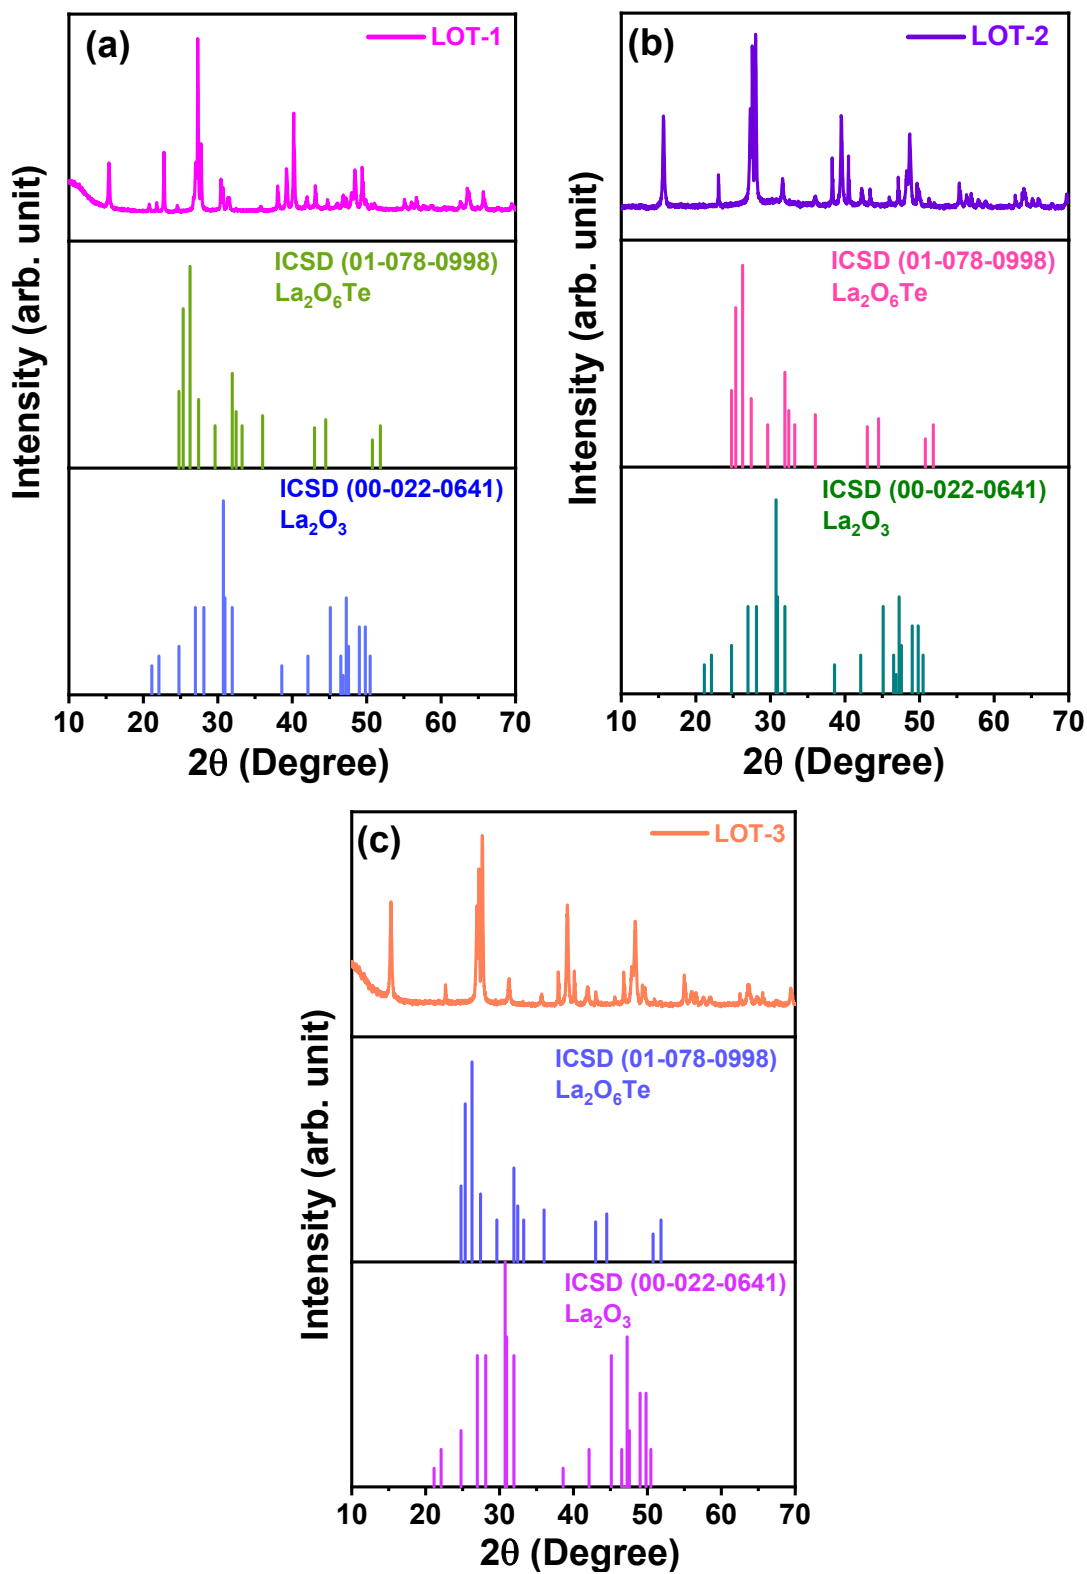 (a)
LOT-1
ICSD (01-078-0998)
La₂O₆Te
ICSD (00-022-0641)
La₂O₃
Intensity (arb. unit)
10 20 30 40 50 60 70
2θ (Degree)
(b)
LOT-2
ICSD (01-078-0998)
La₂O₆Te
ICSD (00-022-0641)
La₂O₃
Intensity (arb. unit)
10 20 30 40 50 60 70
2θ (Degree)
(c)
LOT-3
ICSD (01-078-0998)
La₂O₆Te
ICSD (00-022-0641)
La₂O₃
Intensity (arb. unit)
10 20 30 40 50 60 70
2θ (Degree)